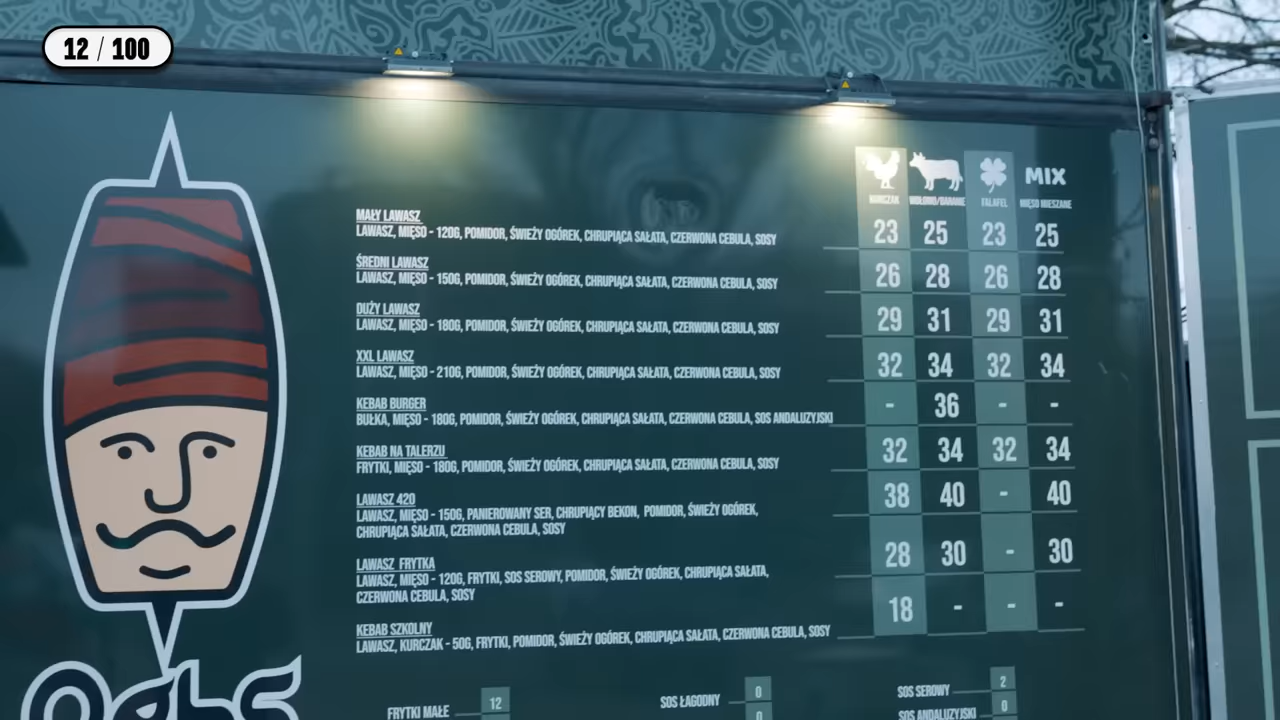 12 / 100
KURCZAK WOŁOWO/BARANIE FALAFEL MIX MIĘSO MIESZANE
MAŁY LAWASZ
LAWASZ, MIĘSO - 120G, POMIDOR, ŚWIEŻY OGÓREK, CHRUPIĄCA SAŁATA, CZERWONA CEBULA, SOSY 23 25 23 25
ŚREDNI LAWASZ
LAWASZ, MIĘSO - 150G, POMIDOR, ŚWIEŻY OGÓREK, CHRUPIĄCA SAŁATA, CZERWONA CEBULA, SOSY 26 28 26 28
DUŻY LAWASZ
LAWASZ, MIĘSO - 180G, POMIDOR, ŚWIEŻY OGÓREK, CHRUPIĄCA SAŁATA, CZERWONA CEBULA, SOSY 29 31 29 31
XXL LAWASZ
LAWASZ, MIĘSO - 210G, POMIDOR, ŚWIEŻY OGÓREK, CHRUPIĄCA SAŁATA, CZERWONA CEBULA, SOSY 32 34 32 34
KEBAB BURGER
BUŁKA, MIĘSO - 180G, POMIDOR, ŚWIEŻY OGÓREK, CHRUPIĄCA SAŁATA, CZERWONA CEBULA, SOS ANDALUZYJSKI - 36 - -
KEBAB NA TALERZU
FRYTKI, MIĘSO - 180G, POMIDOR, ŚWIEŻY OGÓREK, CHRUPIĄCA SAŁATA, CZERWONA CEBULA, SOSY 32 34 32 34
LAWASZ 420
LAWASZ, MIĘSO - 150G, PANIEROWANY SER, CHRUPIĄCY BEKON, POMIDOR, ŚWIEŻY OGÓREK, 38 40 - 40
CHRUPIĄCA SAŁATA, CZERWONA CEBULA, SOSY
LAWASZ FRYTKA
LAWASZ, MIĘSO - 120G, FRYTKI, SOS SEROWY, POMIDOR, ŚWIEŻY OGÓREK, CHRUPIĄCA SAŁATA, 28 30 - 30
CZERWONA CEBULA, SOSY
KEBAB SZKOLNY
LAWASZ, KURCZAK - 50G, FRYTKI, POMIDOR, ŚWIEŻY OGÓREK, CHRUPIĄCA SAŁATA, CZERWONA CEBULA, SOSY 18 - - -
FRYTKI MAŁE 12 SOS ŁAGODNY 0 SOS SEROWY 2
0 SOS ANDALUZYJSKI 0